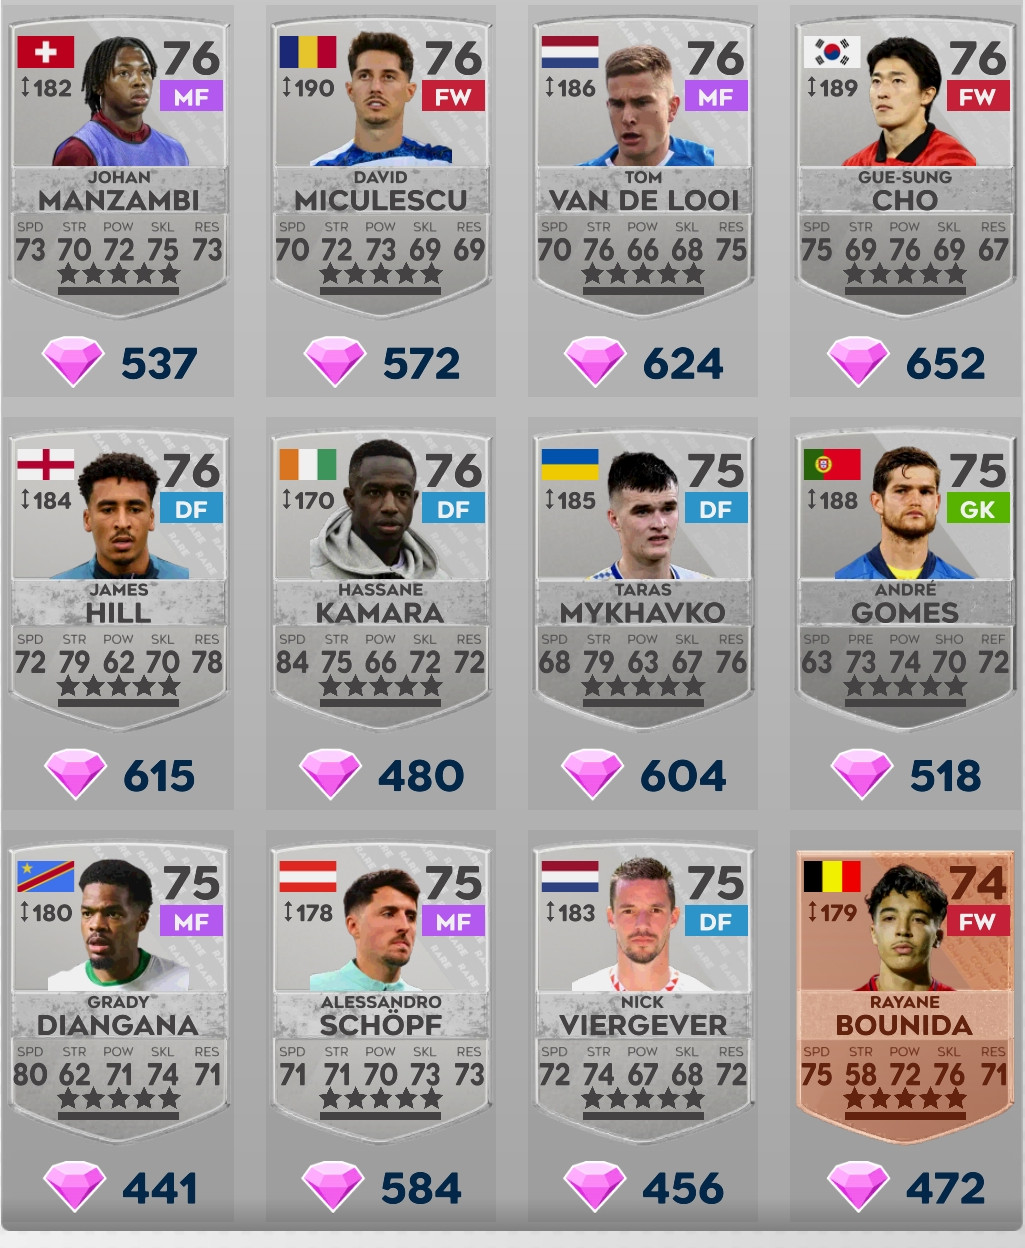 76
182
MF
JOHAN
MANZAMBI
SPD STR POW SKL RES
73 70 72 75 73
537
76
190
FW
DAVID
MICULESCU
SPD STR POW SKL RES
70 72 73 69 69
572
76
186
MF
TOM
VAN DE LOOI
SPD STR POW SKL RES
70 76 66 68 75
624
76
189
FW
GUE-SUNG
CHO
SPD STR POW SKL RES
75 69 76 69 67
652
76
184
DF
JAMES
HILL
SPD STR POW SKL RES
72 79 62 70 78
615
76
170
DF
HASSANE
KAMARA
SPD STR POW SKL RES
84 75 66 72 72
480
75
185
DF
TARAS
MYKHAVKO
SPD STR POW SKL RES
68 79 63 67 76
604
75
188
GK
ANDRÉ
GOMES
SPD PRE POW SHO REF
63 73 74 70 72
518
75
180
MF
GRADY
DIANGANA
SPD STR POW SKL RES
80 62 71 74 71
441
75
178
MF
ALESSANDRO
SCHÖPF
SPD STR POW SKL RES
71 71 70 73 73
584
75
183
DF
NICK
VIERGEVER
SPD STR POW SKL RES
72 74 67 68 72
456
74
179
FW
RAYANE
BOUNIDA
SPD STR POW SKL RES
75 58 72 76 71
472